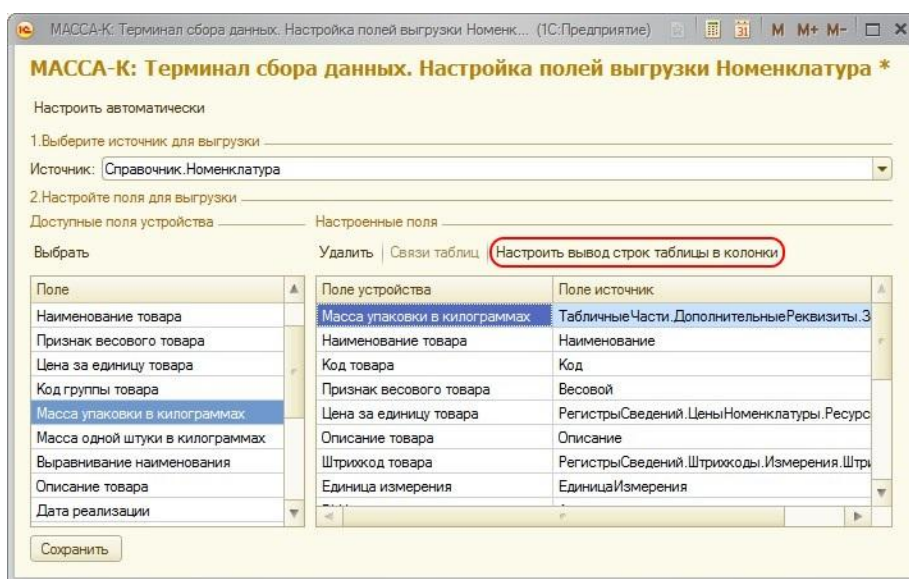 МАССА-К: Терминал сбора данных. Настройка полей выгрузки Номенк... (1С:Предприятие) 31 M M+ M-
МАССА-К: Терминал сбора данных. Настройка полей выгрузки Номенклатура *
Настроить автоматически
1.Выберите источник для выгрузки
Источник: Справочник.Номенклатура
2.Настройте поля для выгрузки
Доступные поля устройства Настроенные поля
Выбрать Удалить Связи таблиц Настроить вывод строк таблицы в колонки
Поле Поле устройства Поле источник
Наименование товара Масса упаковки в килограммах ТабличныеЧасти.ДополнительныеРеквизиты.З
Признак весового товара Наименование товара Наименование
Цена за единицу товара Код товара Код
Код группы товара Признак весового товара Весовой
Масса упаковки в килограммах Цена за единицу товара РегистрыСведений.ЦеныНоменклатуры.Ресурс
Масса одной штуки в килограммах Описание товара Описание
Выравнивание наименования Штрихкод товара РегистрыСведений.Штрихкоды.Измерения.Штри
Описание товара Единица измерения ЕдиницаИзмерения
Дата реализации
Сохранить